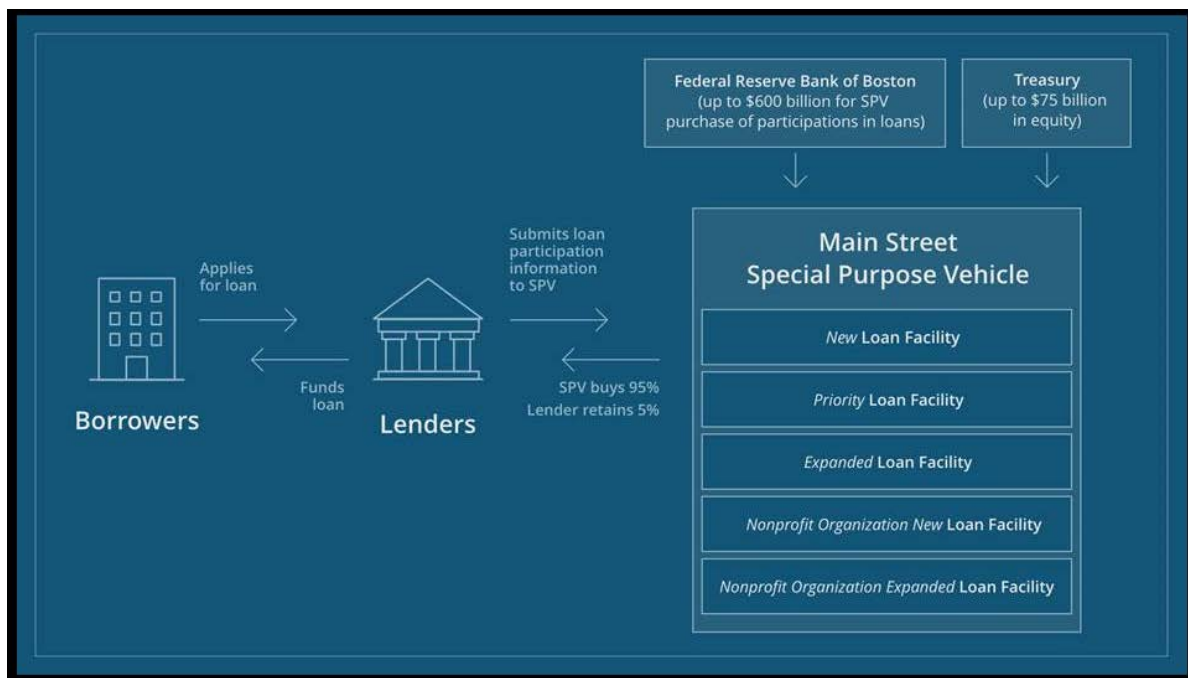 Federal Reserve Bank of Boston
(up to $600 billion for SPV
purchase of participations in loans)
Treasury
(up to $75 billion
in equity)
Applies
for loan
Funds
loan
Borrowers
Lenders
Submits loan
participation
information
to SPV
SPV buys 95%
Lender retains 5%
Main Street
Special Purpose Vehicle
New Loan Facility
Priority Loan Facility
Expanded Loan Facility
Nonprofit Organization New Loan Facility
Nonprofit Organization Expanded Loan Facility